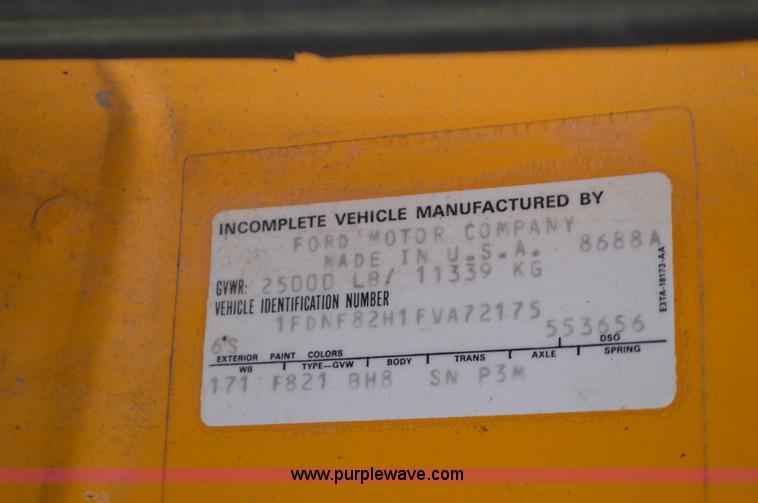 INCOMPLETE VEHICLE MANUFACTURED BY
FORD MOTOR COMPANY
MADE IN U.S.A. 8688A
GVWR: 25000 LB/ 11339 KG
VEHICLE IDENTIFICATION NUMBER
1FDNF82H1FVA72175
6S 553656
EXTERIOR PAINT COLORS DSO
WB TYPE—GVW BODY TRANS AXLE SPRING
171 F821 BH8 SN P3M
E3TA-18173-AA
www.purplewave.com